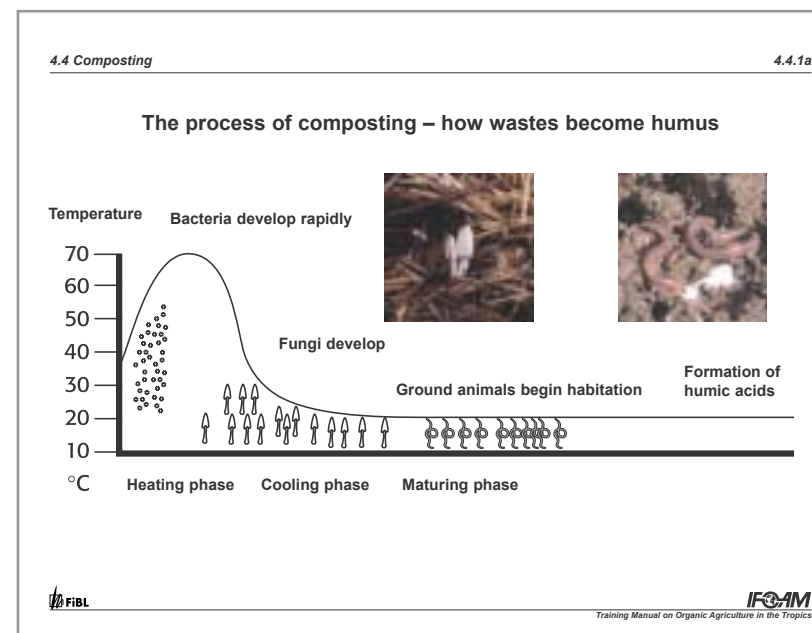 4.4 Composting
4.4.1a
The process of composting – how wastes become humus
Temperature
Bacteria develop rapidly
70
60
50
40
30
20
10
°C
Fungi develop
Ground animals begin habitation
Formation of
humic acids
Heating phase
Cooling phase
Maturing phase
FiBL
IFOAM
Training Manual on Organic Agriculture in the Tropics